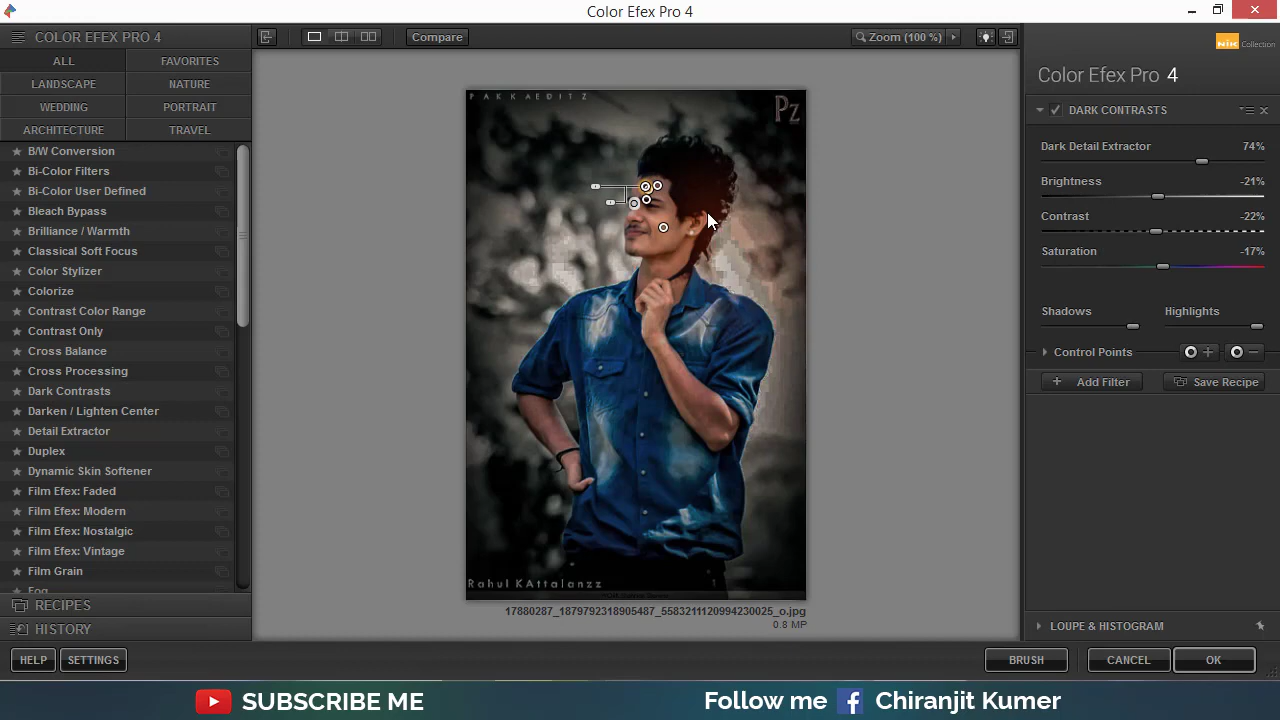 Color Efex Pro 4
COLOR EFEX PRO 4
ALL
FAVORITES
LANDSCAPE
NATURE
WEDDING
PORTRAIT
ARCHITECTURE
TRAVEL
B/W Conversion
Bi-Color Filters
Bi-Color User Defined
Bleach Bypass
Brilliance / Warmth
Classical Soft Focus
Color Stylizer
Colorize
Contrast Color Range
Contrast Only
Cross Balance
Cross Processing
Dark Contrasts
Darken / Lighten Center
Detail Extractor
Duplex
Dynamic Skin Softener
Film Efex: Faded
Film Efex: Modern
Film Efex: Nostalgic
Film Efex: Vintage
Film Grain
Fog
RECIPES
HISTORY
HELP
SETTINGS
Compare
Zoom (100 %)
PAKKAEDITZ
Pz
Rahul KAttalanzz
17880287_1879792318905487_5583211120994230025_o.jpg
0.8 MP
nik Collection
Color Efex Pro 4
DARK CONTRASTS
Dark Detail Extractor 74%
Brightness -21%
Contrast -22%
Saturation -17%
Shadows
Highlights
Control Points
Add Filter
Save Recipe
LOUPE & HISTOGRAM
BRUSH
CANCEL
OK
SUBSCRIBE ME
Follow me f Chiranjit Kumer